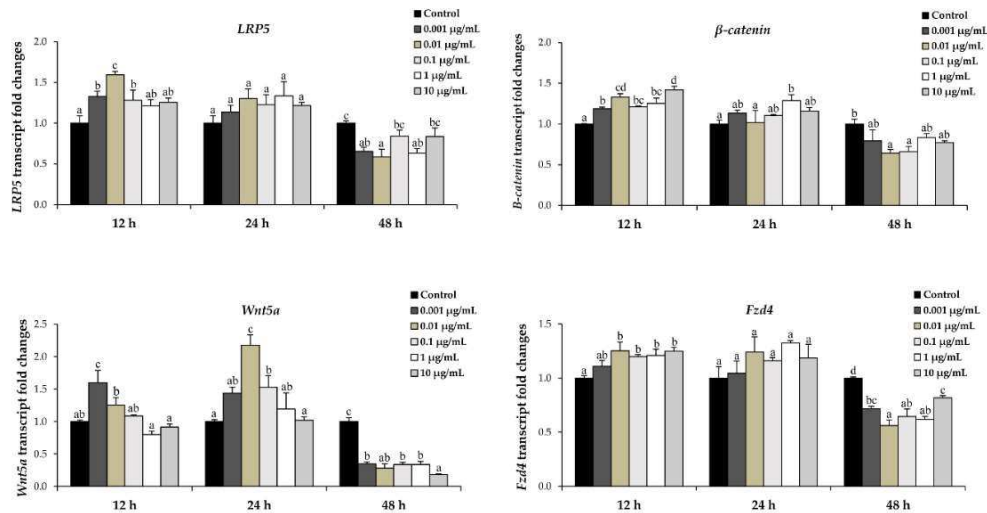 LRP5
Control
0.001 µg/mL
0.01 µg/mL
0.1 µg/mL
1 µg/mL
10 µg/mL
LRP5 transcript fold changes
2.0
1.5
1.0
0.5
0.0
a b c b ab ab
a a a a a a
c ab a bc ab bc
12 h 24 h 48 h
β-catenin
Control
0.001 µg/mL
0.01 µg/mL
0.1 µg/mL
1 µg/mL
10 µg/mL
B-catenin transcript fold changes
2.0
1.5
1.0
0.5
0.0
a b cd bc bc d
a ab a ab b ab
b ab a a ab ab
12 h 24 h 48 h
Wnt5a
Control
0.001 µg/mL
0.01 µg/mL
0.1 µg/mL
1 µg/mL
10 µg/mL
Wnt5a transcript fold changes
2.5
2.0
1.5
1.0
0.5
0.0
ab c b ab a a
a ab c b ab a
c b ab b b a
12 h 24 h 48 h
Fzd4
Control
0.001 µg/mL
0.01 µg/mL
0.1 µg/mL
1 µg/mL
10 µg/mL
Fzd4 transcript fold changes
1.5
1.0
0.5
0.0
a ab b b b b
a a a a a a
d bc a ab ab c
12 h 24 h 48 h